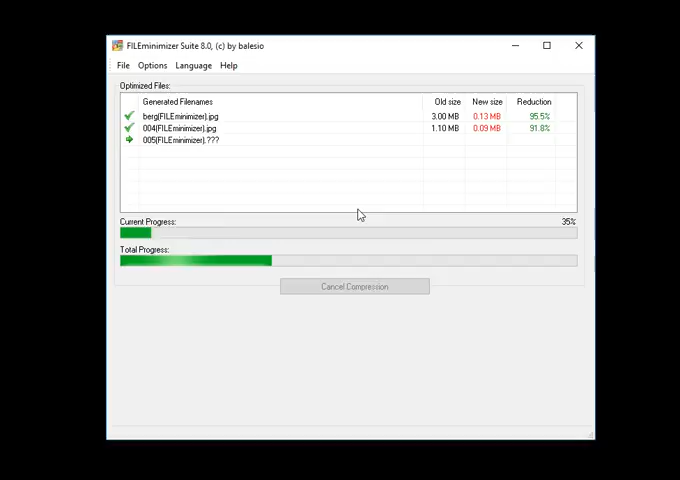 FILEminimizer Suite 8.0, (c) by balesio
File Options Language Help
Optimized Files:
Generated Filenames Old size New size Reduction
berg(FILEminimizer).jpg 3.00 MB 0.13 MB 95.5%
004(FILEminimizer).jpg 1.10 MB 0.09 MB 91.8%
005(FILEminimizer).???
Current Progress: 35%
Total Progress:
Cancel Compression